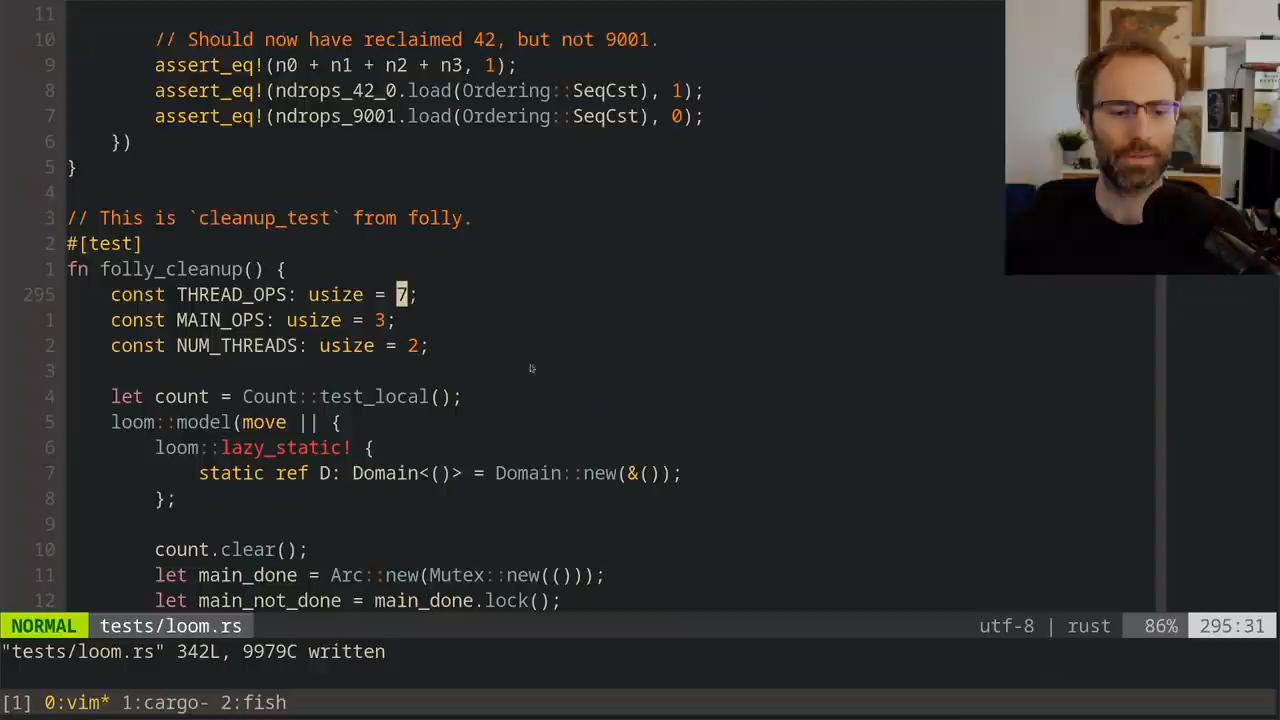 11
10         // Should now have reclaimed 42, but not 9001.
9         assert_eq!(n0 + n1 + n2 + n3, 1);
8         assert_eq!(ndrops_42_0.load(Ordering::SeqCst), 1);
7         assert_eq!(ndrops_9001.load(Ordering::SeqCst), 0);
6     })
5 }
4
3 // This is `cleanup_test` from folly.
2 #[test]
1 fn folly_cleanup() {
295     const THREAD_OPS: usize = 7;
1     const MAIN_OPS: usize = 3;
2     const NUM_THREADS: usize = 2;
3
4     let count = Count::test_local();
5     loom::model(move || {
6         loom::lazy_static! {
7             static ref D: Domain<()> = Domain::new(&());
8         };
9
10         count.clear();
11         let main_done = Arc::new(Mutex::new(()));
12         let main_not_done = main_done.lock();
NORMAL tests/loom.rs utf-8 | rust 86% 295:31
"tests/loom.rs" 342L, 9979C written
[1] 0:vim* 1:cargo- 2:fish